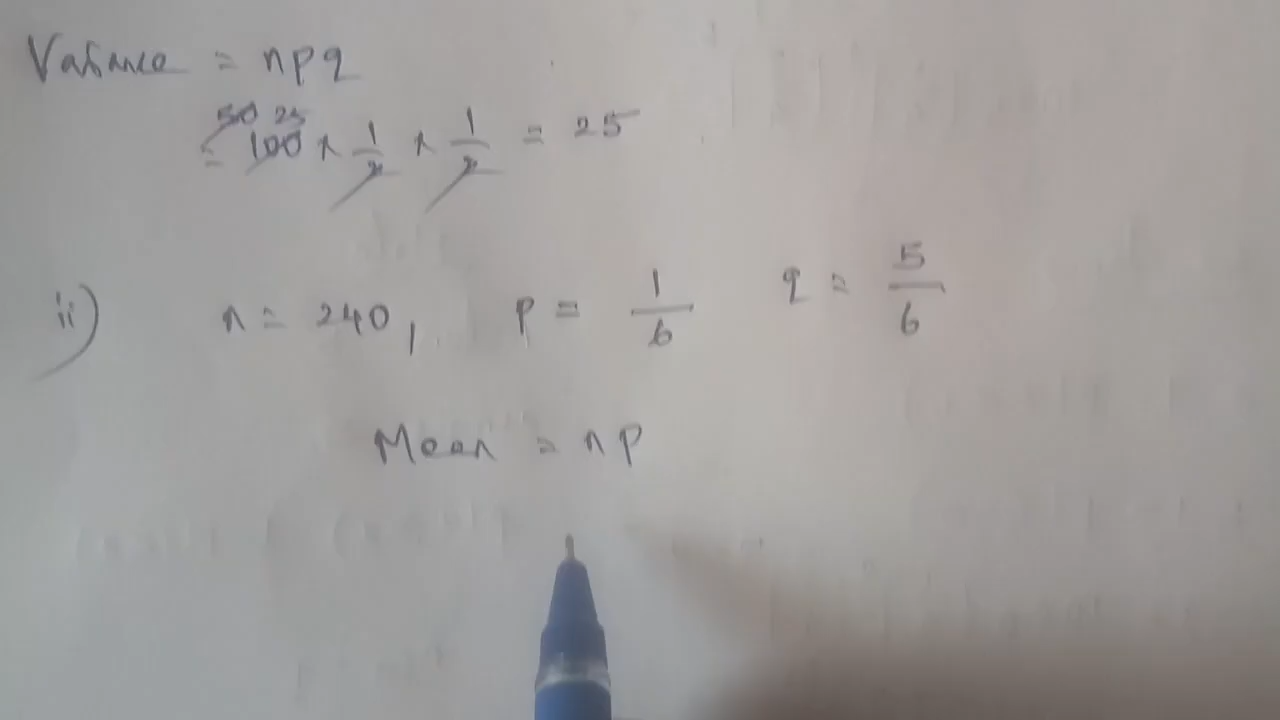 Variance = npq
= 100 50 25 × 1/2 × 1/2 = 25
ii) n = 240, p = 1/6 q = 5/6
Mean = np